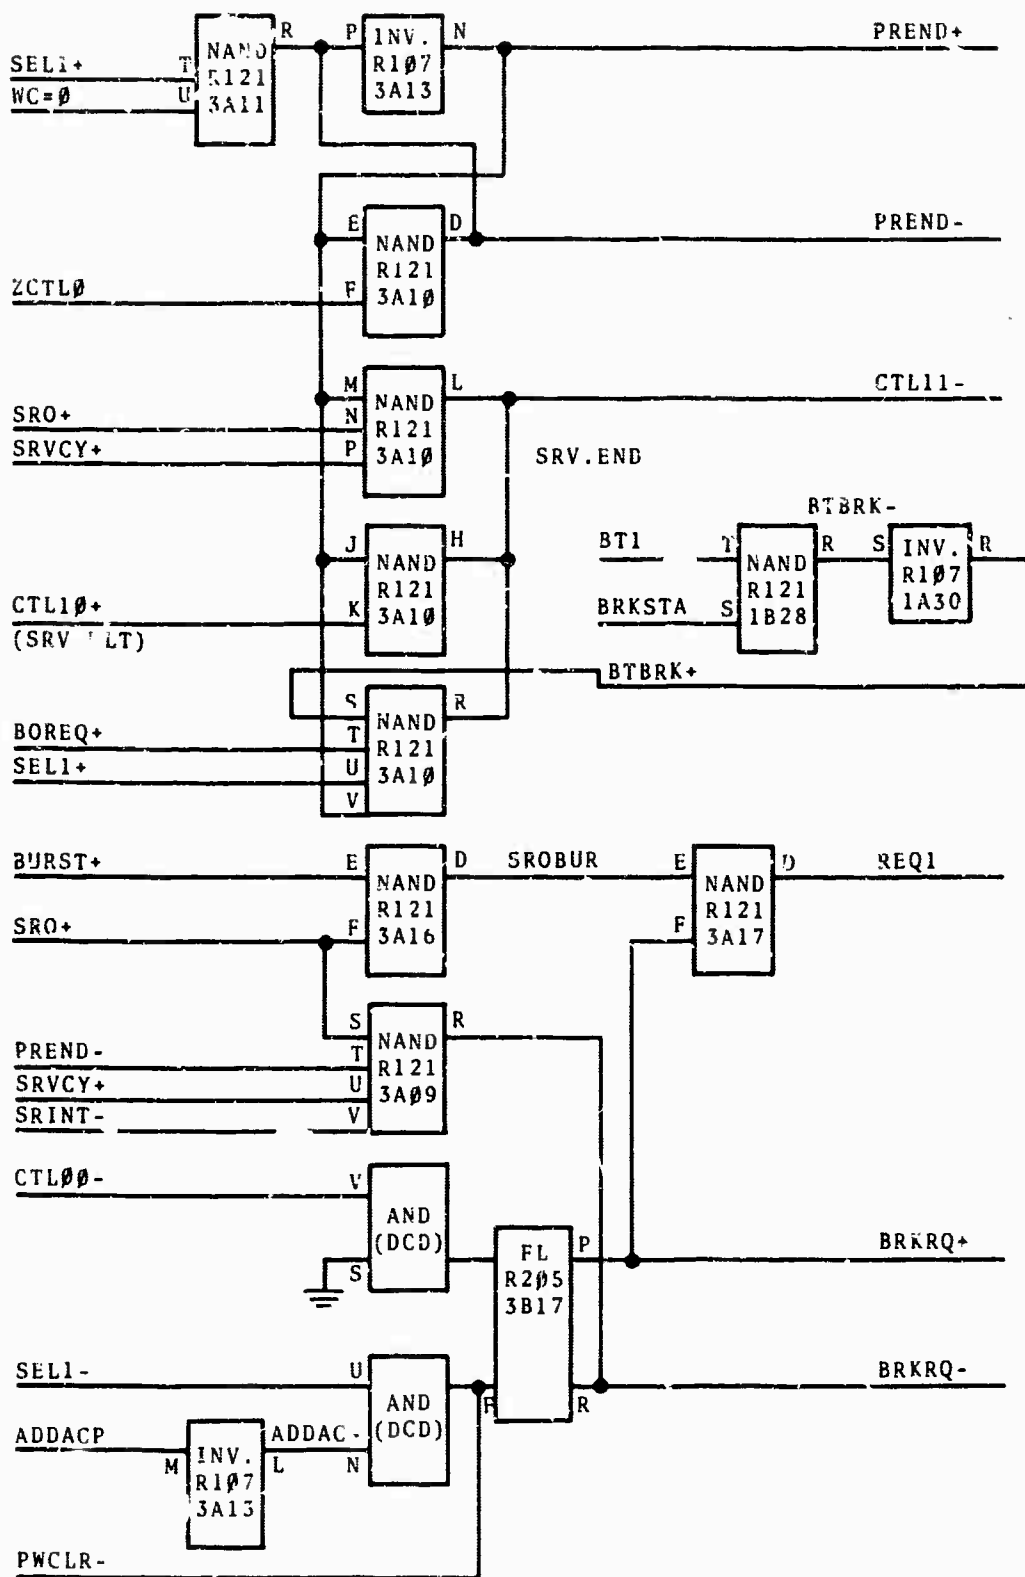 R P INV. N PREND+
NAND R1Ø7
SEL1+ T R121 3A13
WC=Ø U 3A11
E NAND D PREND-
R121
ZCTLØ F 3A1Ø
M NAND L CTL11-
SRO+ N R121
SRVCY+ P 3A1Ø SRV.END
BTBRK-
J NAND H BT1 T NAND R S INV. R
R121 R121 R1Ø7
CTL1Ø+ K 3A1Ø BRKSTA S 1B28 1A30
(SRV LT)
BTBRK+
S NAND R
BOREQ+ T R121
SEL1+ U 3A1Ø
V
BURST+ E NAND D SROBUR E NAND D REQ1
R121 R121
SRO+ F 3A16 F 3A17
S NAND R
PREND- T R121
SRVCY+ U 3AØ9
SRINT- V
CTLØØ- V AND
(DCD) FL P BRKRQ+
S R2Ø5
3B17
SEL1- U AND BRKRQ-
(DCD) F R
ADDACP M INV. L ADDAC- N
R1Ø7
3A13
PWCLR-